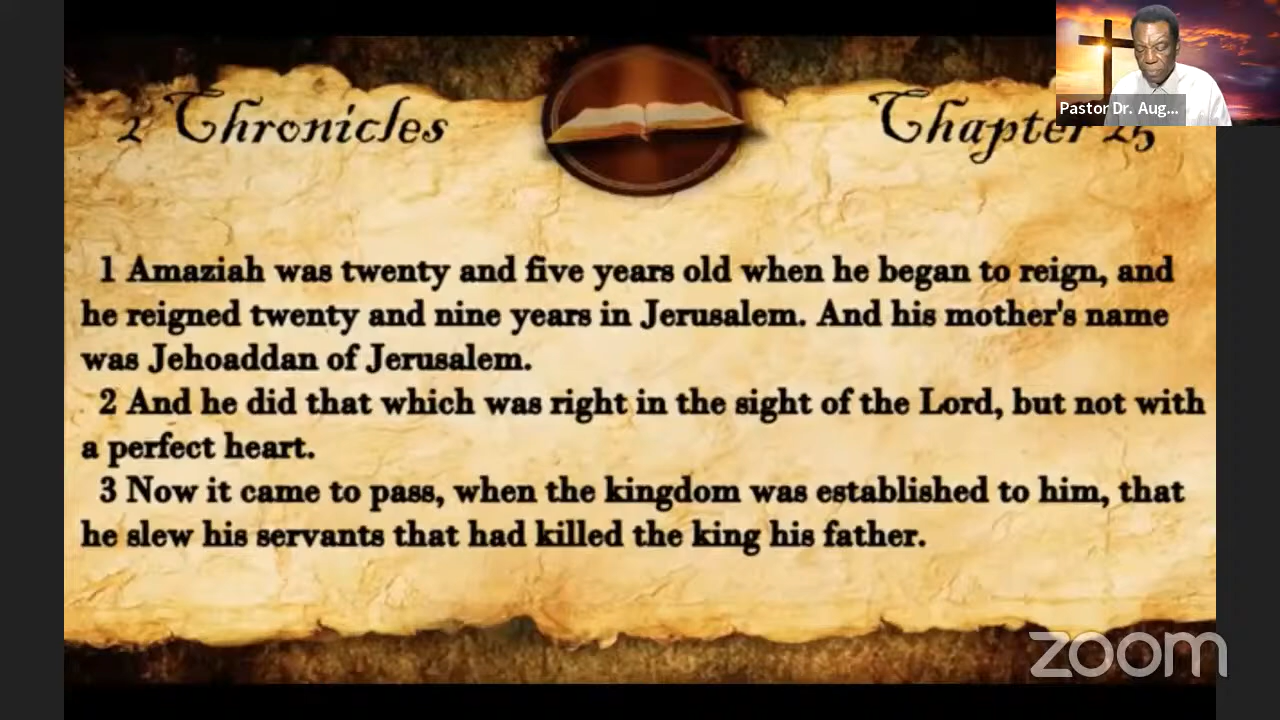 2 Chronicles
Chapter 25
Pastor Dr. Aug...
1 Amaziah was twenty and five years old when he began to reign, and
he reigned twenty and nine years in Jerusalem. And his mother's name
was Jehoaddan of Jerusalem.
2 And he did that which was right in the sight of the Lord, but not with
a perfect heart.
3 Now it came to pass, when the kingdom was established to him, that
he slew his servants that had killed the king his father.
zoom